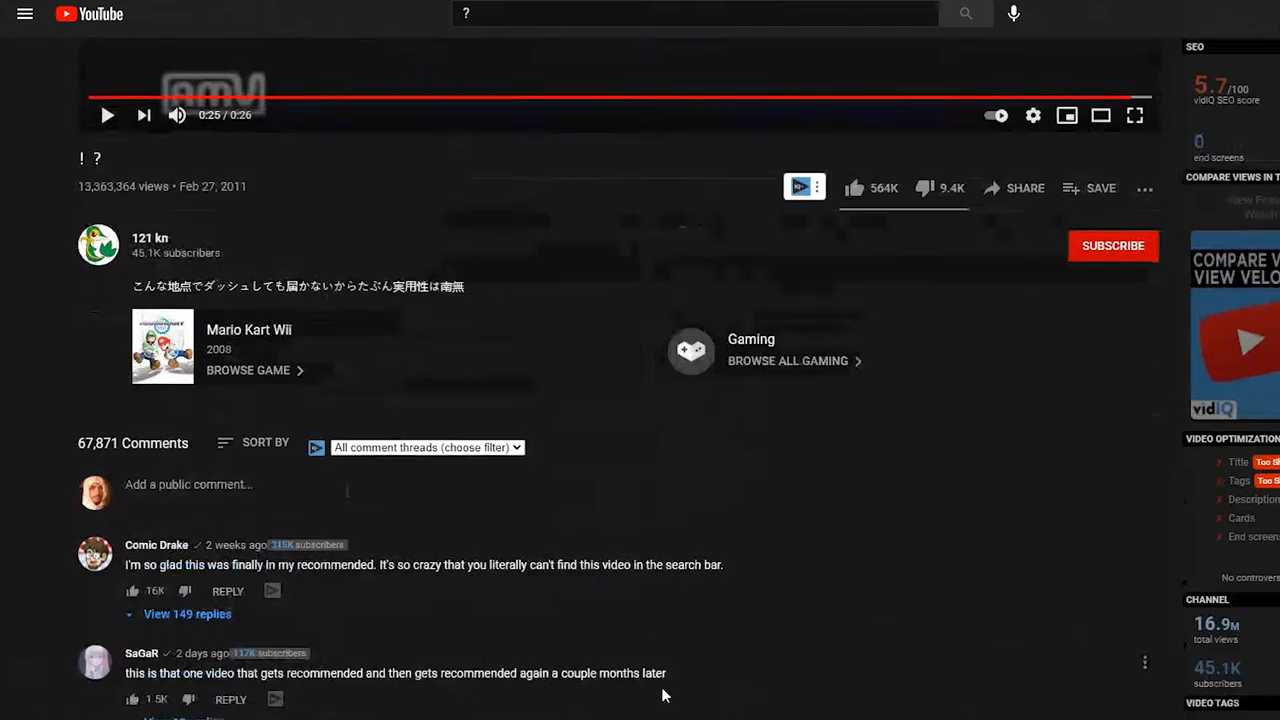 YouTube
?
SEO
5.7/100
vidIQ SEO score
0
end screens
nmv
0:25 / 0:26
! ?
13,363,364 views • Feb 27, 2011
564K
9.4K
SHARE
SAVE
COMPARE VIEWS IN T
View Fea
Watch
121 kn
45.1K subscribers
SUBSCRIBE
こんな地点でダッシュしても届かないからたぶん実用性は南無
COMPARE V
VIEW VELO
Mario Kart Wii
2008
BROWSE GAME
Gaming
BROWSE ALL GAMING
vidIQ
67,871 Comments
SORT BY
All comment threads (choose filter)
VIDEO OPTIMIZATION
Title Too S
Tags Too S
Description
Cards
End screen
No controvers
Add a public comment...
Comic Drake 2 weeks ago 315K subscribers
I'm so glad this was finally in my recommended. It's so crazy that you literally can't find this video in the search bar.
16K
REPLY
View 149 replies
CHANNEL
16.9M
total views
45.1K
subscribers
VIDEO TAGS
SaGaR 2 days ago 117K subscribers
this is that one video that gets recommended and then gets recommended again a couple months later
1.5K
REPLY